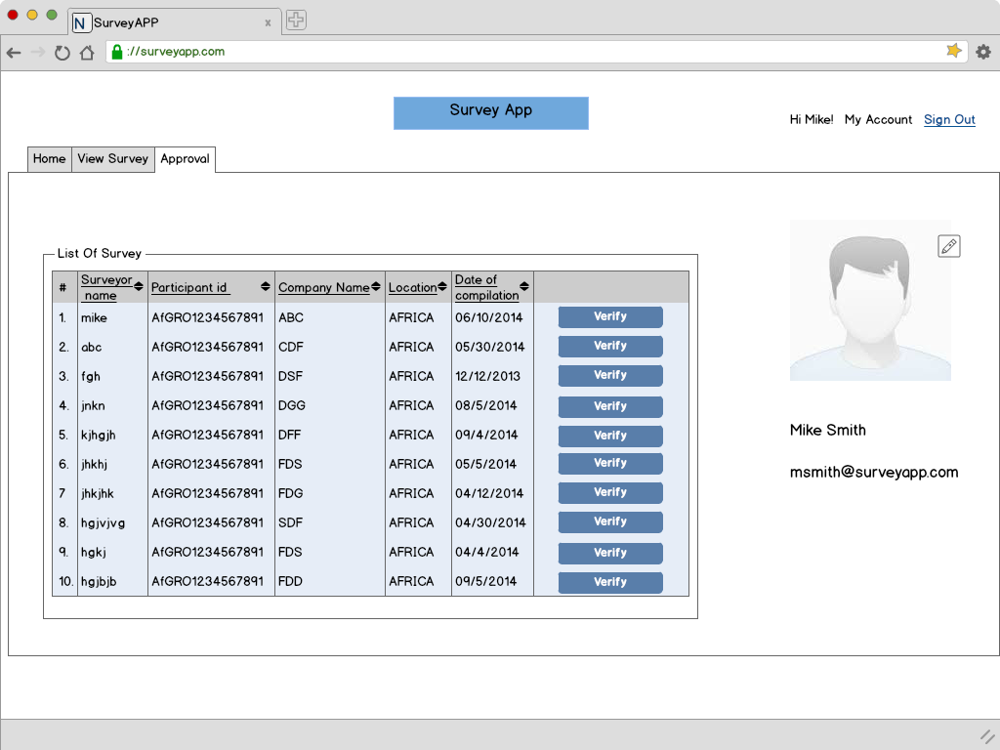 N SurveyAPP x
://surveyapp.com
Survey App
Hi Mike! My Account Sign Out
Home View Survey Approval
List Of Survey
# Surveyor name Participant id Company Name Location Date of compilation
1. mike AfGRO1234567891 ABC AFRICA 06/10/2014 Verify
2. abc AfGRO1234567891 CDF AFRICA 05/30/2014 Verify
3. fgh AfGRO1234567891 DSF AFRICA 12/12/2013 Verify
4. jnkn AfGRO1234567891 DGG AFRICA 08/5/2014 Verify
5. kjhgjh AfGRO1234567891 DFF AFRICA 09/4/2014 Verify
6. jhkhj AfGRO1234567891 FDS AFRICA 05/5/2014 Verify
7 jhkjhk AfGRO1234567891 FDG AFRICA 04/12/2014 Verify
8. hgjvjvg AfGRO1234567891 SDF AFRICA 04/30/2014 Verify
9. hgkj AfGRO1234567891 FDS AFRICA 04/4/2014 Verify
10. hgjbjb AfGRO1234567891 FDD AFRICA 09/5/2014 Verify
Mike Smith
msmith@surveyapp.com